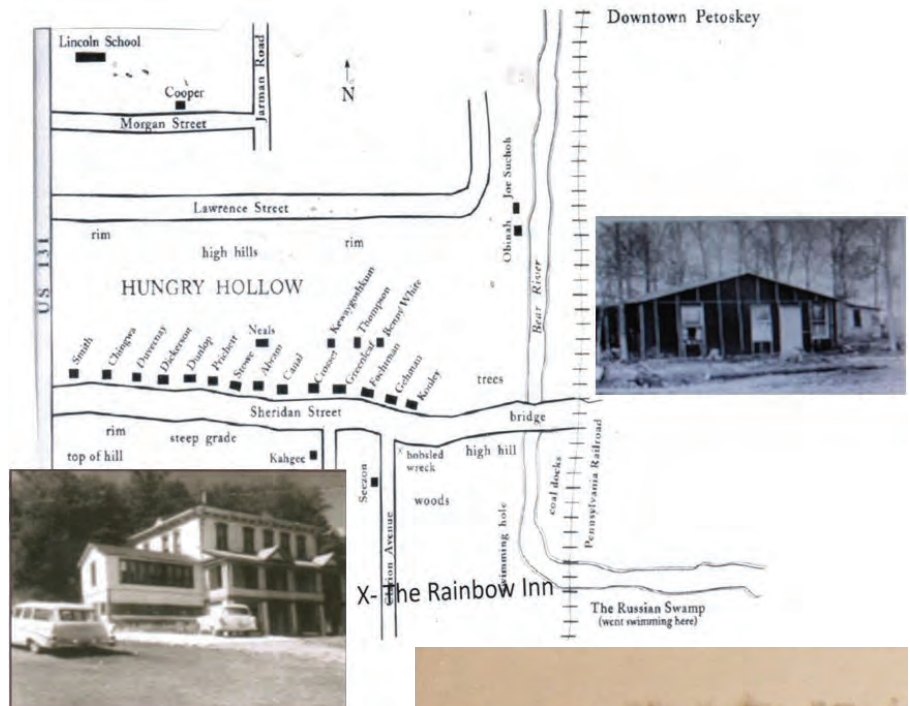 Downtown Petoskey
Lincoln School
Cooper
Morgan Street
Jarman Road
N
US 131
Lawrence Street
rim
high hills
rim
HUNGRY HOLLOW
Joe Suchoh
Obinah
Bear River
Smith
Chingwa
Duvernay
Dickerson
Dunlop
Prichett
Stowe
Neals
Abram
Canal
Cosner
Kewaygoshkum
Greenleaf
Thompson
Fochtman
Benny White
Gehman
Kooley
trees
Sheridan Street
bridge
rim
steep grade
top of hill
Kahgee
Seezon
x bobsled
wreck
high hill
woods
coal docks
Pennsylvania Railroad
swimming hole
Avenue
X- The Rainbow Inn
The Russian Swamp
(went swimming here)